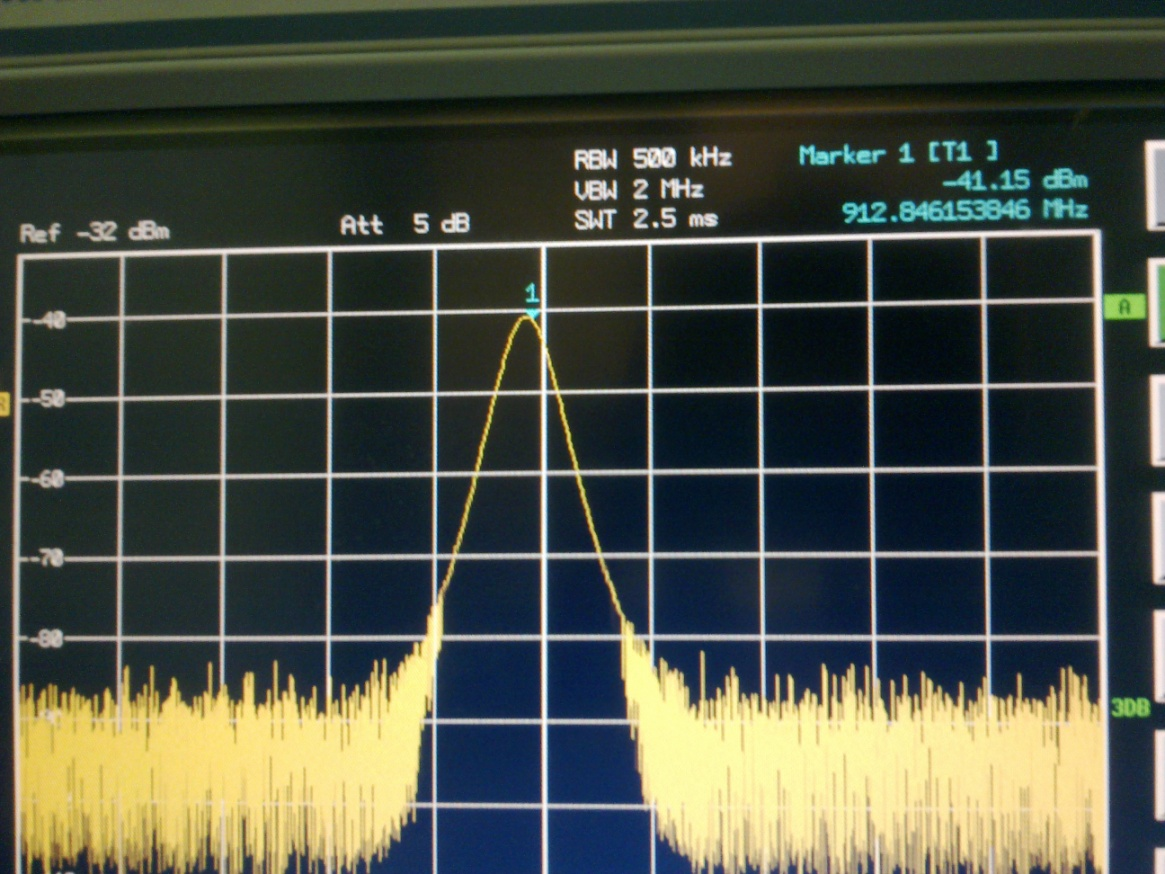 RBW 500 kHz
VBW 2 MHz
SWT 2.5 ms
Marker 1 [T1 ]
-41.15 dBm
912.846153846 MHz
Ref -32 dBm
Att 5 dB
1
-40
A
-50
-60
-70
-80
3DB